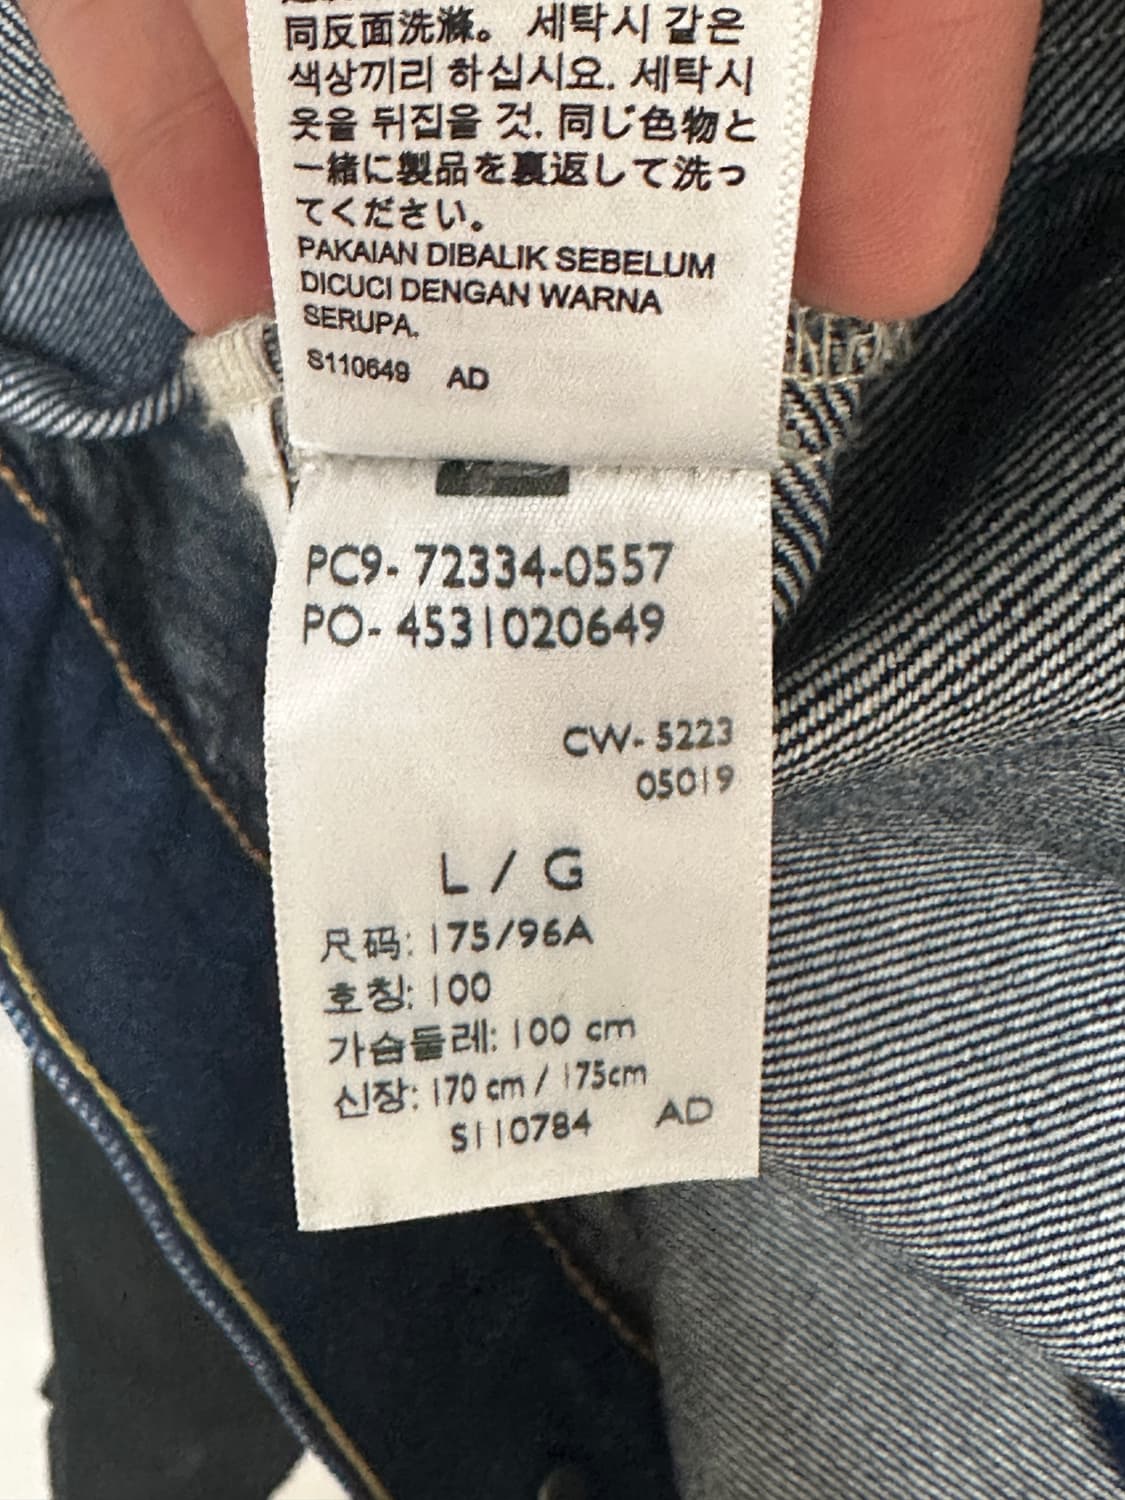 同反面洗滌。 세탁시 같은
색상끼리 하십시요. 세탁시
옷을 뒤집을 것. 同じ色物と
一緒に製品を裏返して洗っ
てください。
PAKAIAN DIBALIK SEBELUM
DICUCI DENGAN WARNA
SERUPA.
S110649 AD
PC9- 72334-0557
PO- 4531020649
CW- 5223
05019
L / G
尺码: 175/96A
호칭: 100
가슴둘레: 100 cm
신장: 170 cm / 175cm
S110784 AD